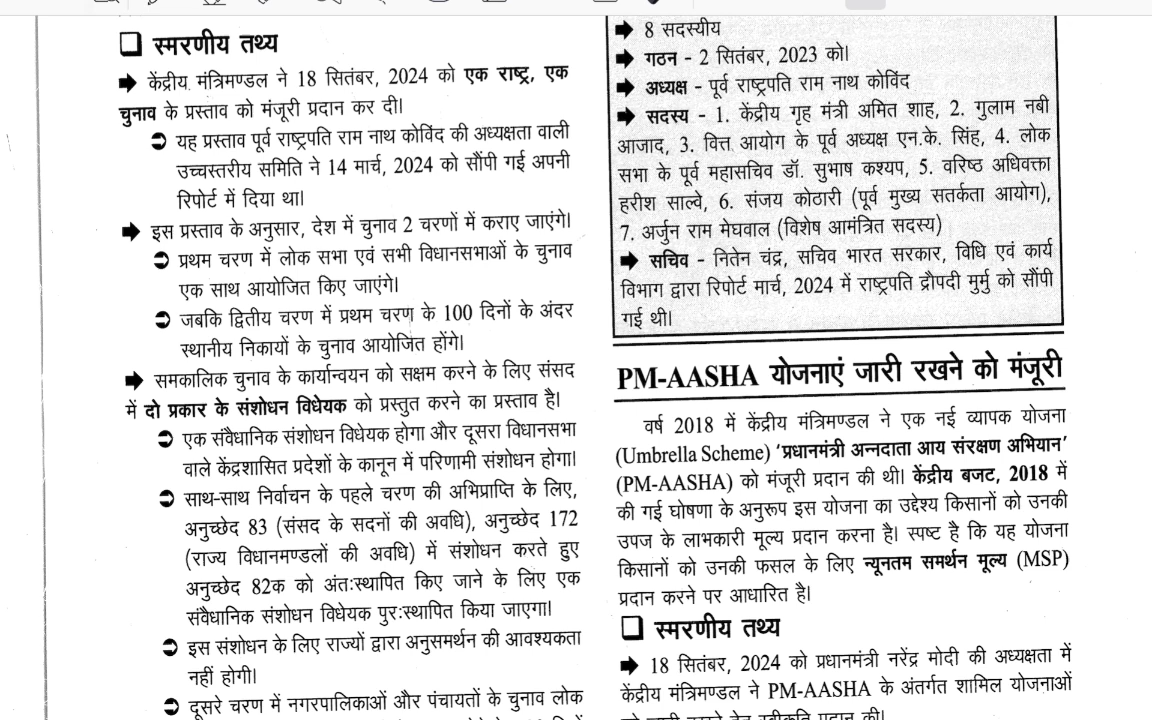 ❑ स्मरणीय तथ्य
➡ केंद्रीय मंत्रिमण्डल ने 18 सितंबर, 2024 को एक राष्ट्र, एक
चुनाव के प्रस्ताव को मंजूरी प्रदान कर दी।
➲ यह प्रस्ताव पूर्व राष्ट्रपति राम नाथ कोविंद की अध्यक्षता वाली
उच्चस्तरीय समिति ने 14 मार्च, 2024 को सौंपी गई अपनी
रिपोर्ट में दिया था।
➡ इस प्रस्ताव के अनुसार, देश में चुनाव 2 चरणों में कराए जाएंगे।
➲ प्रथम चरण में लोक सभा एवं सभी विधानसभाओं के चुनाव
एक साथ आयोजित किए जाएंगे।
➲ जबकि द्वितीय चरण में प्रथम चरण के 100 दिनों के अंदर
स्थानीय निकायों के चुनाव आयोजित होंगे।
➡ समकालिक चुनाव के कार्यान्वयन को सक्षम करने के लिए संसद
में दो प्रकार के संशोधन विधेयक को प्रस्तुत करने का प्रस्ताव है।
➲ एक संवैधानिक संशोधन विधेयक होगा और दूसरा विधानसभा
वाले केंद्रशासित प्रदेशों के कानून में परिणामी संशोधन होगा।
➲ साथ-साथ निर्वाचन के पहले चरण की अभिप्राप्ति के लिए,
अनुच्छेद 83 (संसद के सदनों की अवधि), अनुच्छेद 172
(राज्य विधानमण्डलों की अवधि) में संशोधन करते हुए
अनुच्छेद 82क को अंतःस्थापित किए जाने के लिए एक
संवैधानिक संशोधन विधेयक पुरःस्थापित किया जाएगा।
➲ इस संशोधन के लिए राज्यों द्वारा अनुसमर्थन की आवश्यकता
नहीं होगी।
➲ दूसरे चरण में नगरपालिकाओं और पंचायतों के चुनाव लोक
➡ 8 सदस्यीय
➡ गठन - 2 सितंबर, 2023 को।
➡ अध्यक्ष - पूर्व राष्ट्रपति राम नाथ कोविंद
➡ सदस्य - 1. केंद्रीय गृह मंत्री अमित शाह, 2. गुलाम नबी
आजाद, 3. वित्त आयोग के पूर्व अध्यक्ष एन.के. सिंह, 4. लोक
सभा के पूर्व महासचिव डॉ. सुभाष कश्यप, 5. वरिष्ठ अधिवक्ता
हरीश साल्वे, 6. संजय कोठारी (पूर्व मुख्य सतर्कता आयोग),
7. अर्जुन राम मेघवाल (विशेष आमंत्रित सदस्य)
➡ सचिव - नितेन चंद्र, सचिव भारत सरकार, विधि एवं कार्य
विभाग द्वारा रिपोर्ट मार्च, 2024 में राष्ट्रपति द्रौपदी मुर्मु को सौंपी
गई थी।
PM-AASHA योजनाएं जारी रखने को मंजूरी
वर्ष 2018 में केंद्रीय मंत्रिमण्डल ने एक नई व्यापक योजना
(Umbrella Scheme) 'प्रधानमंत्री अन्नदाता आय संरक्षण अभियान'
(PM-AASHA) को मंजूरी प्रदान की थी। केंद्रीय बजट, 2018 में
की गई घोषणा के अनुरूप इस योजना का उद्देश्य किसानों को उनकी
उपज के लाभकारी मूल्य प्रदान करना है। स्पष्ट है कि यह योजना
किसानों को उनकी फसल के लिए न्यूनतम समर्थन मूल्य (MSP)
प्रदान करने पर आधारित है।
❑ स्मरणीय तथ्य
➡ 18 सितंबर, 2024 को प्रधानमंत्री नरेंद्र मोदी की अध्यक्षता में
केंद्रीय मंत्रिमण्डल ने PM-AASHA के अंतर्गत शामिल योजनाओं